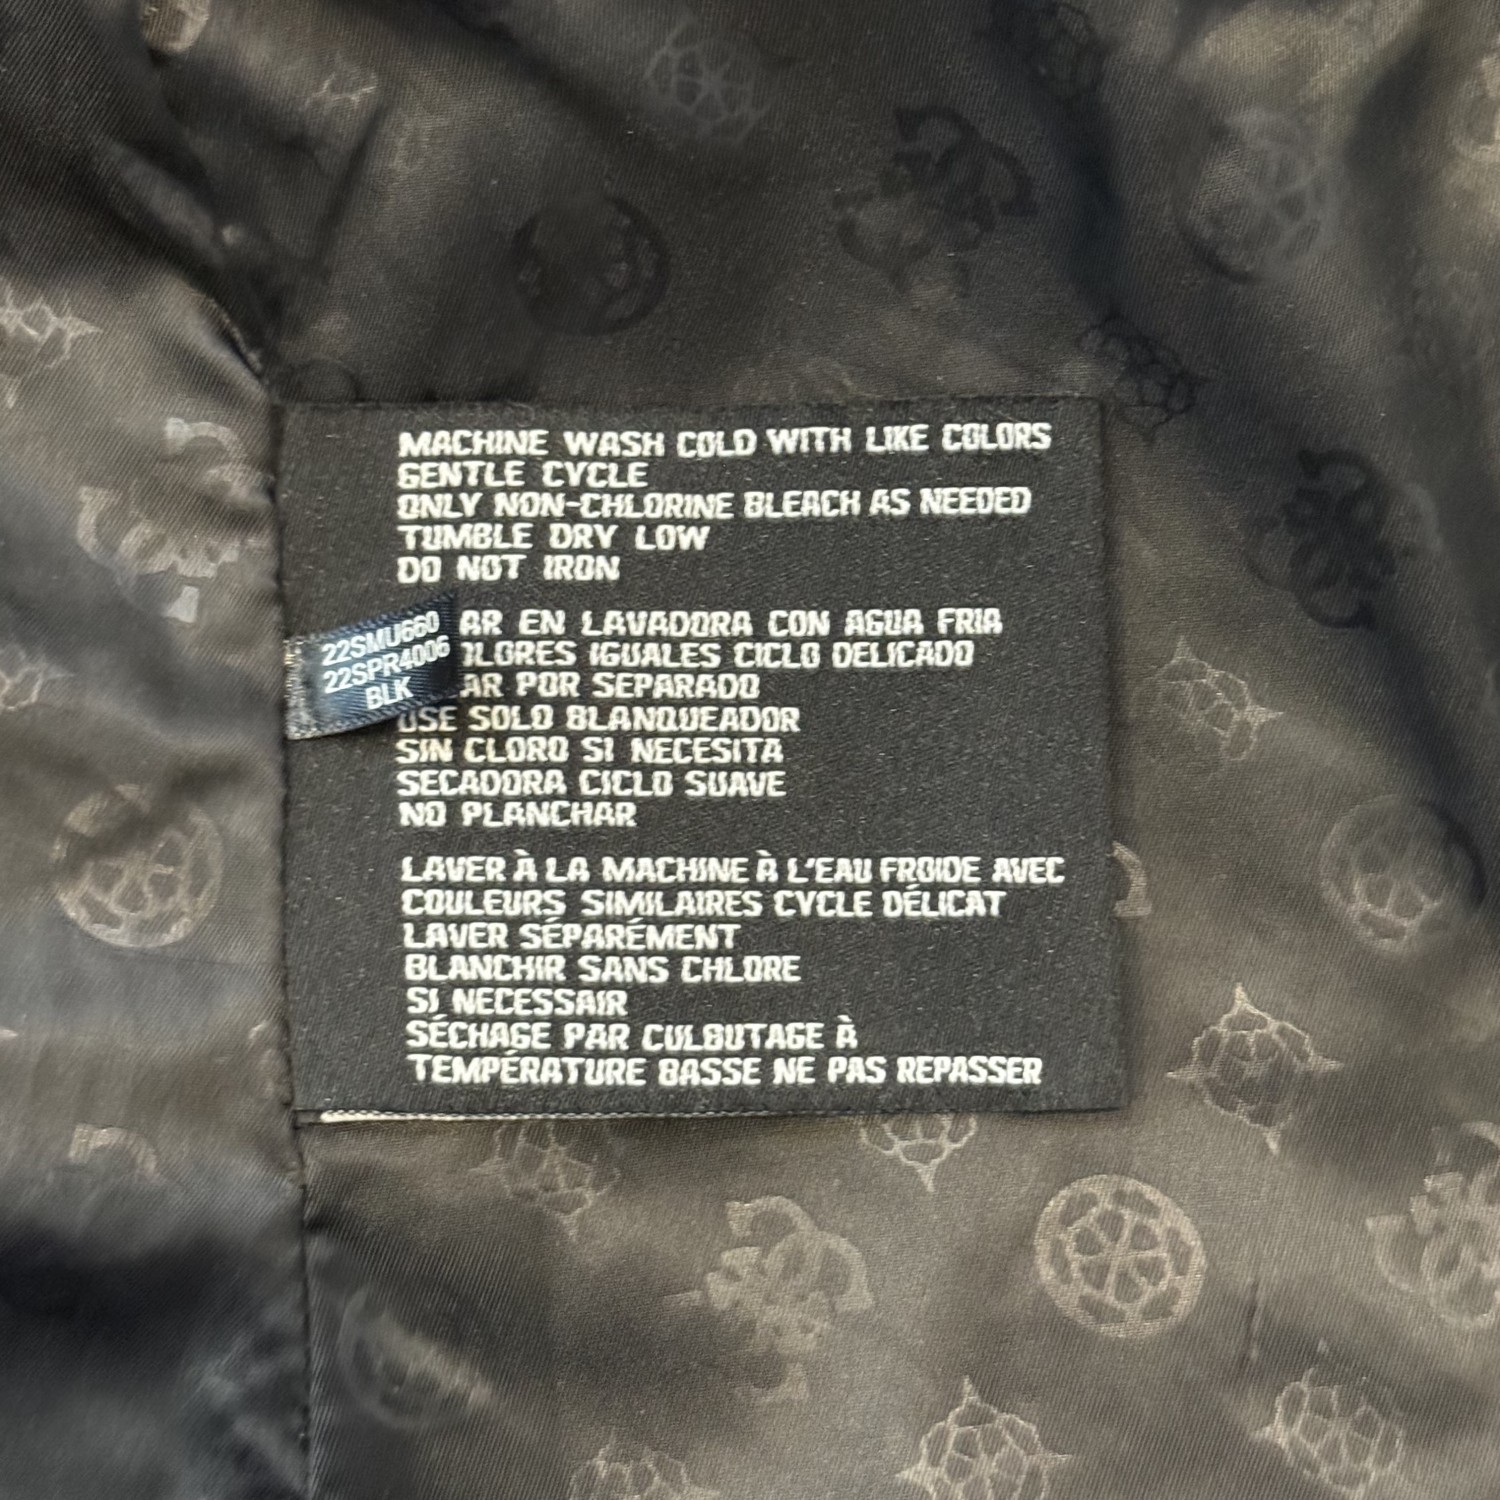 MACHINE WASH COLD WITH LIKE COLORS
GENTLE CYCLE
ONLY NON-CHLORINE BLEACH AS NEEDED
TUMBLE DRY LOW
DO NOT IRON
22SMU660
22SPR4006
BLK
AR EN LAVADORA CON AGUA FRIA
OLORES IGUALES CICLO DELICADO
AR POR SEPARADO
USE SOLO BLANQUEADOR
SIN CLORO SI NECESITA
SECADORA CICLO SUAVE
NO PLANCHAR
LAVER À LA MACHINE À L'EAU FROIDE AVEC
COULEURS SIMILAIRES CYCLE DÉLICAT
LAVER SÉPARÉMENT
BLANCHIR SANS CHLORE
SI NECESSAIR
SÉCHAGE PAR CULBUTAGE À
TEMPÉRATURE BASSE NE PAS REPASSER